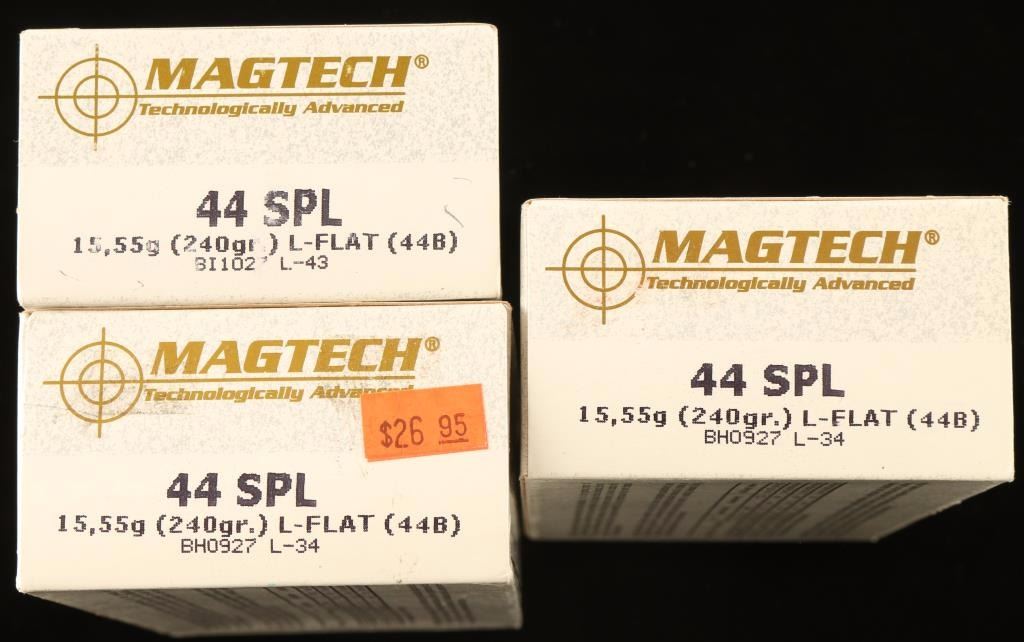 MAGTECH®
Technologically Advanced
44 SPL
15,55g (240gr.) L-FLAT (44B)
BI1027 L-43
MAGTECH®
Technologically Advanced
$26 95
44 SPL
15,55g (240gr.) L-FLAT (44B)
BH0927 L-34
MAGTECH®
Technologically Advanced
44 SPL
15,55g (240gr.) L-FLAT (44B)
BH0927 L-34